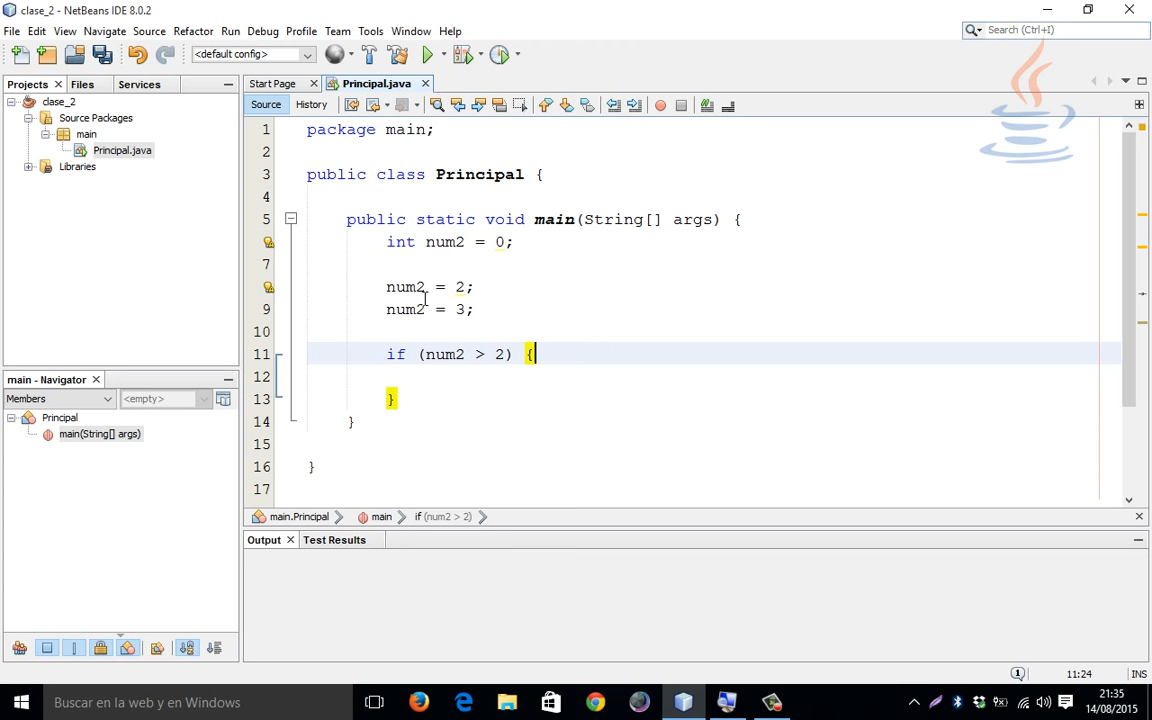 clase_2 - NetBeans IDE 8.0.2
File Edit View Navigate Source Refactor Run Debug Profile Team Tools Window Help
Search (Ctrl+I)
<default config>
Projects Files Services
Start Page Principal.java
clase_2
Source Packages
main
Principal.java
Libraries
Source History
1 package main;
2
3 public class Principal {
4
5 public static void main(String[] args) {
int num2 = 0;
7
num2 = 2;
9 num2 = 3;
10
11 if (num2 > 2) {
12
13 }
14 }
15
16 }
17
main - Navigator
Members <empty>
Principal
main(String[] args)
main.Principal main if (num2 > 2)
Output Test Results
1 11:24 INS
Buscar en la web y en Windows
21:35
14/08/2015